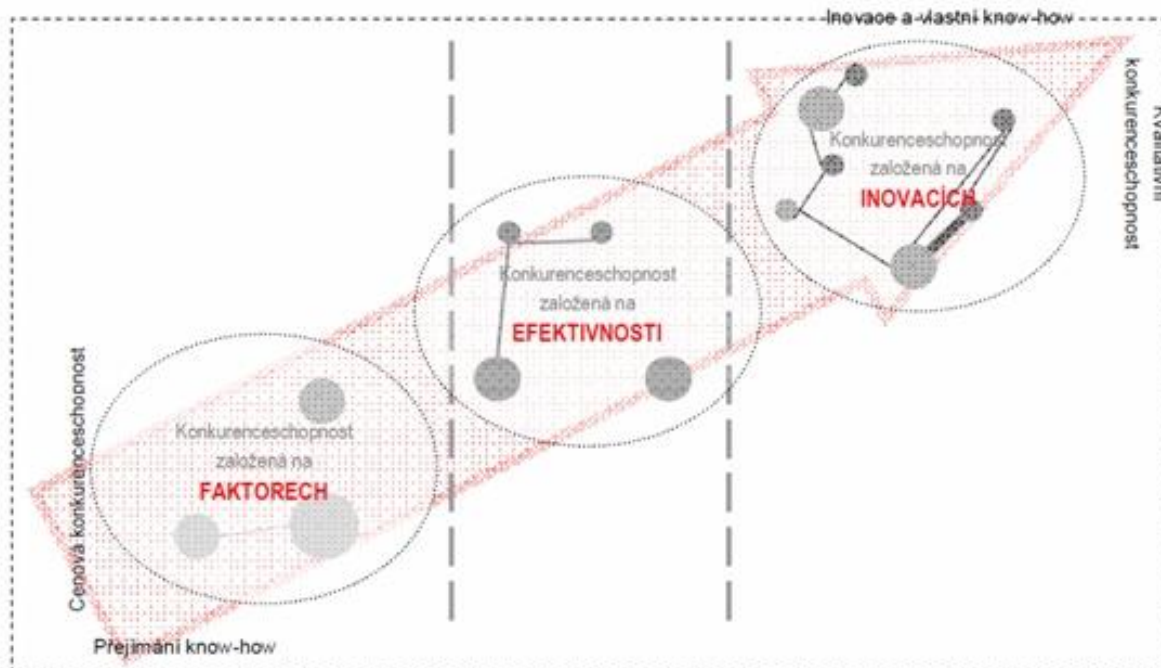 Inovace a vlastní know-how
Kvalitativní
konkurenceschopnost
Konkurenceschopnost
založená na
INOVACÍCH
Konkurenceschopnost
založená na
EFEKTIVNOSTI
Konkurenceschopnost
založená na
FAKTORECH
Cenová konkurenceschopnost
Přejímání know-how